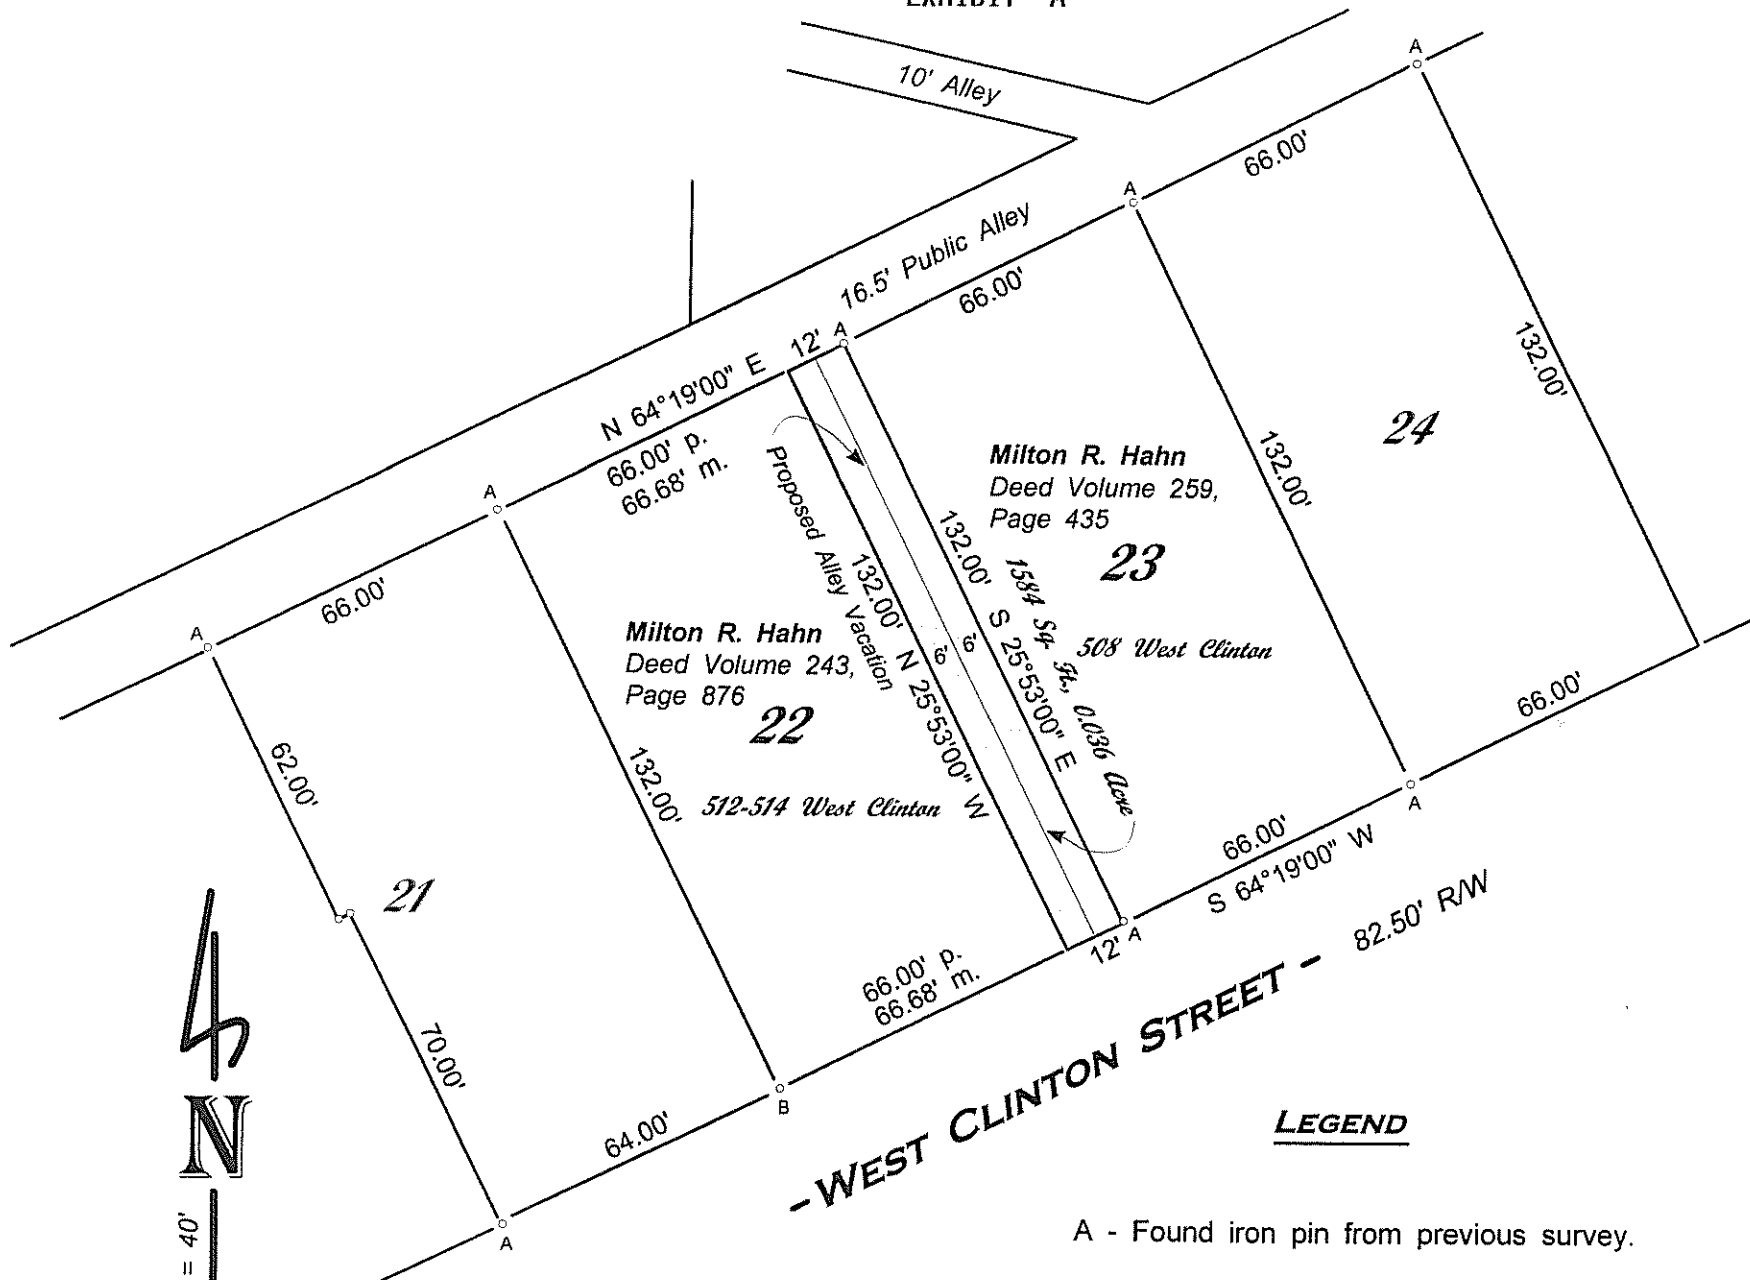 EXHIBIT "A"
10' Alley
A
66.00'
A
16.5' Public Alley
66.00'
A
12'
N 64°19'00" E
66.00' p.
66.68' m.
A
66.00'
A
132.00'
24
132.00'
Milton R. Hahn
Deed Volume 259,
Page 435
23
508 West Clinton
132.00' S 25°53'00" E
1584 Sq. Ft., 0.036 Acre
6' 6'
Proposed Alley Vacation
132.00' N 25°53'00" W
Milton R. Hahn
Deed Volume 243,
Page 876
22
512-514 West Clinton
132.00'
62.00'
21
70.00'
66.00'
A
66.00'
S 64°19'00" W
12'
A
66.00' p.
66.68' m.
B
64.00'
A
- WEST CLINTON STREET - 82.50' R/W
N
= 40'
LEGEND
A - Found iron pin from previous survey.